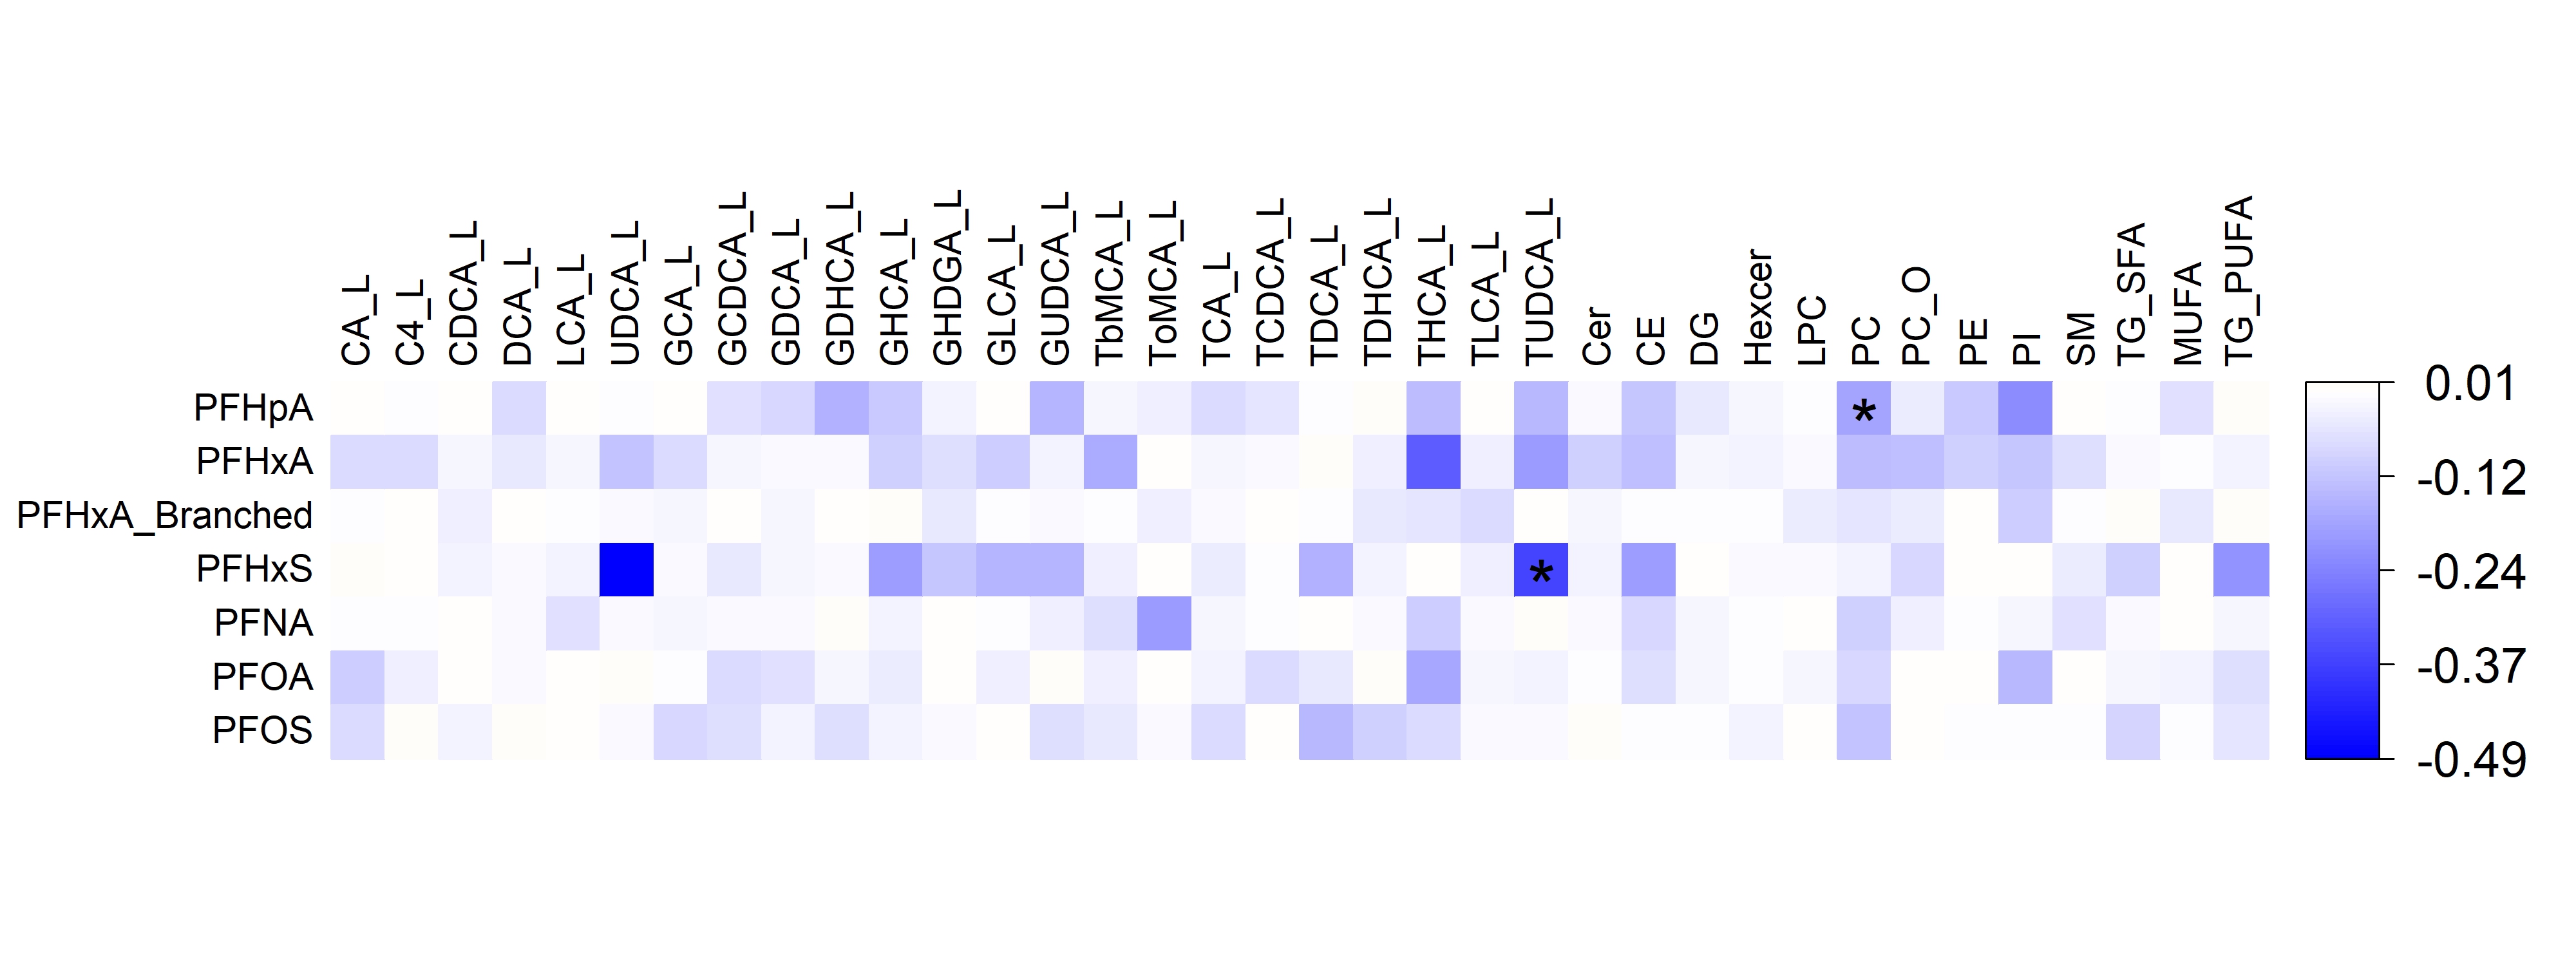 CA_L
C4_L
CDCA_L
DCA_L
LCA_L
UDCA_L
GCA_L
GCDCA_L
GDCA_L
GDHCA_L
GHCA_L
GHDGA_L
GLCA_L
GUDCA_L
TbMCA_L
ToMCA_L
TCA_L
TCDCA_L
TDCA_L
TDHCA_L
THCA_L
TLCA_L
TUDCA_L
Cer
CE
DG
Hexcer
LPC
PC
PC_O
PE
PI
SM
TG_SFA
MUFA
TG_PUFA
PFHpA
*
PFHxA
PFHxA_Branched
PFHxS
*
PFNA
PFOA
PFOS
0.01
-0.12
-0.24
-0.37
-0.49